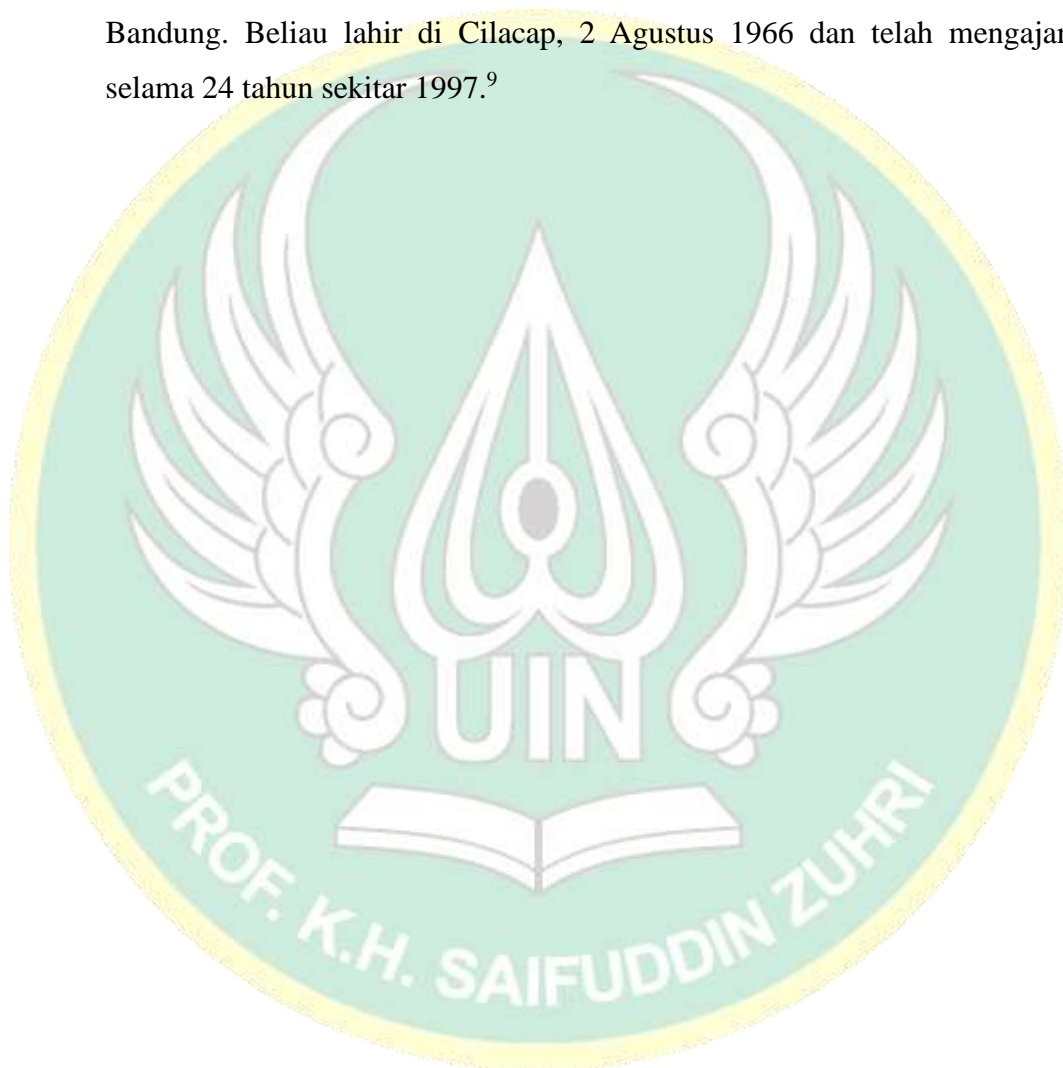 Bandung. Beliau lahir di Cilacap, 2 Agustus 1966 dan telah mengajar
selama 24 tahun sekitar 1997.⁹
UIN
PROF. K.H. SAIFUDDIN ZUHRI